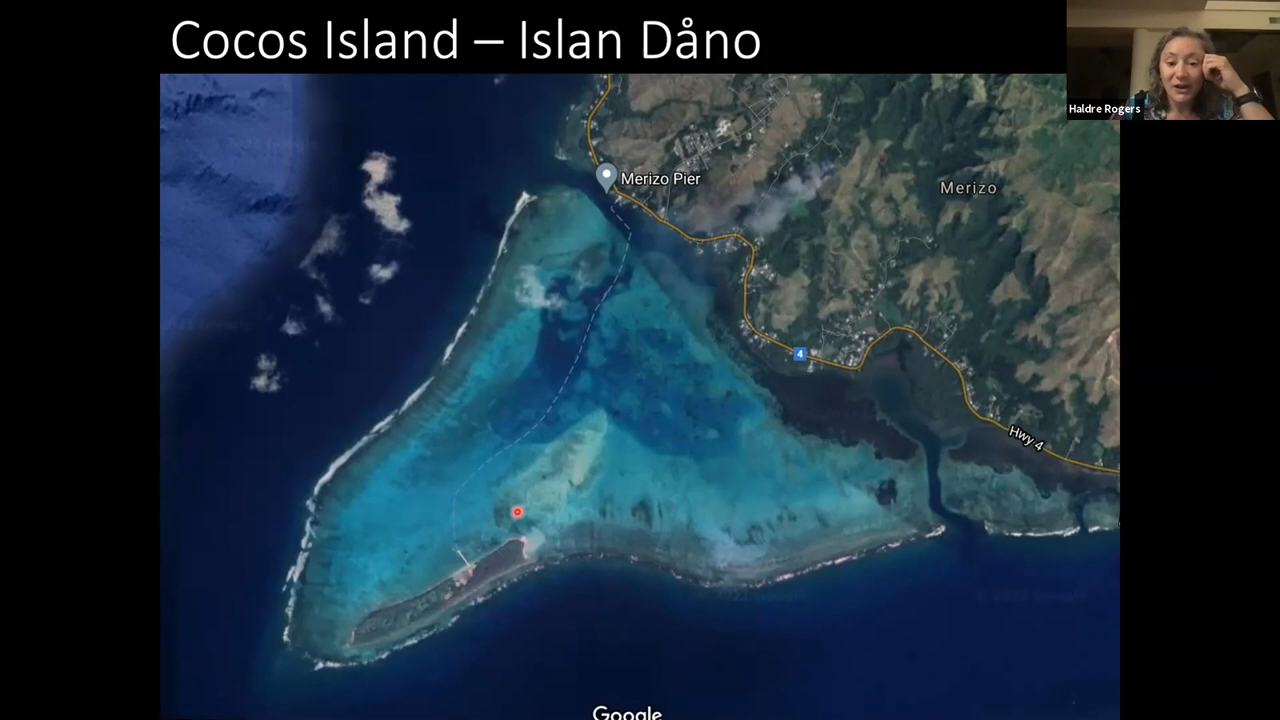 Cocos Island – Islan Dåno
Haldre Rogers
Merizo Pier
Merizo
4
Hwy 4
Google